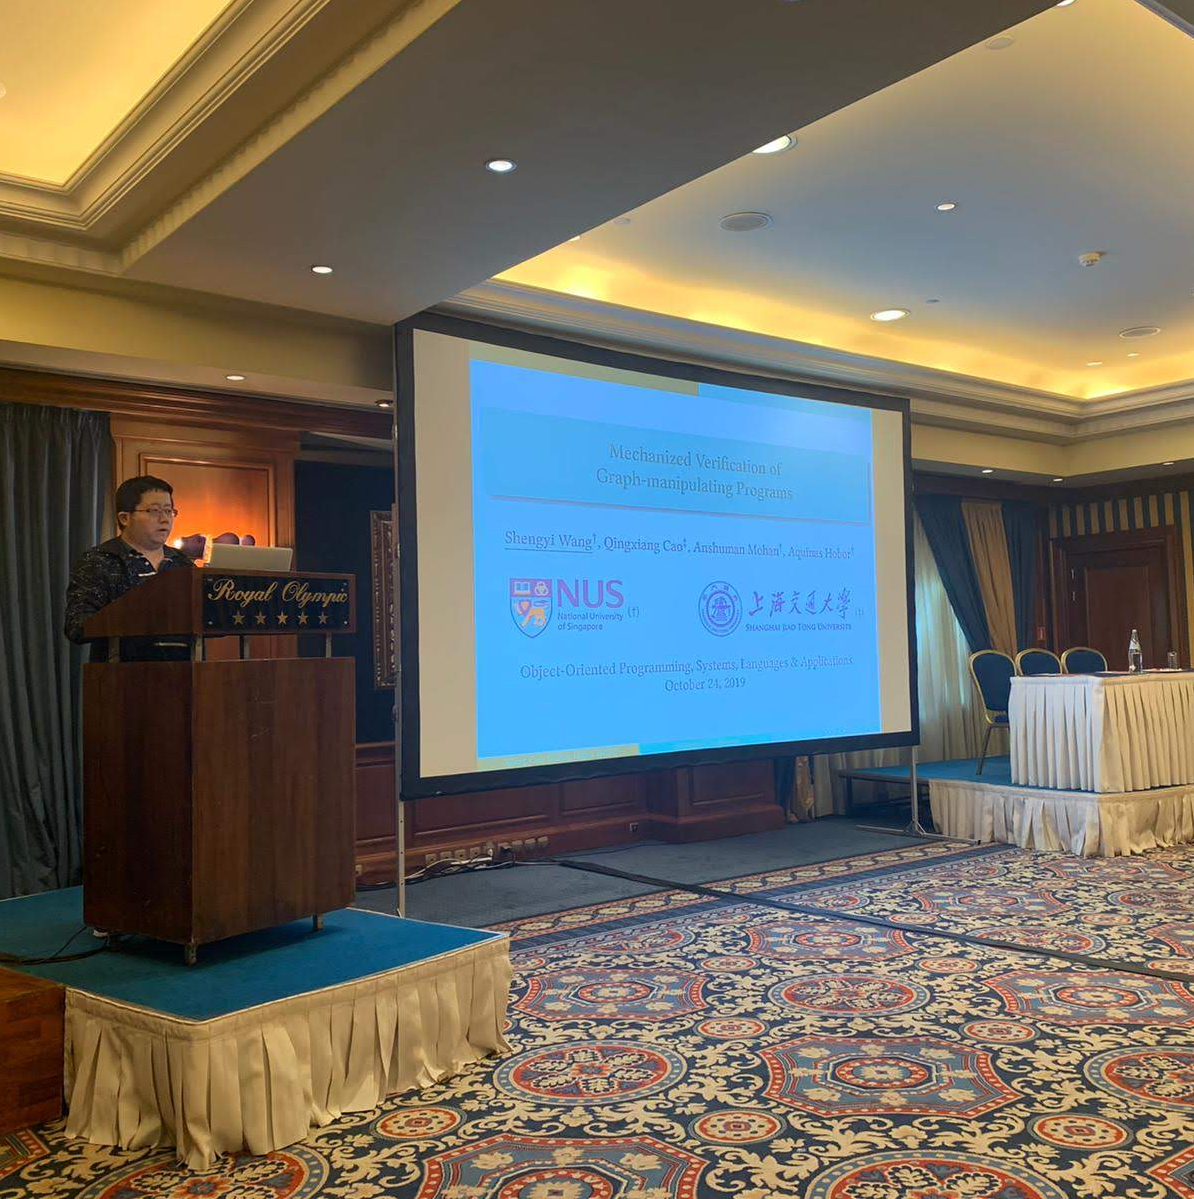 Royal Olympic
Mechanized Verification of
Graph-manipulating Programs
Shengyi Wang†, Qingxiang Cao‡, Anshuman Mohan†, Aquinas Hobor†
NUS
National University
of Singapore
(†)
上海交通大学
SHANGHAI JIAO TONG UNIVERSITY
(‡)
Object-Oriented Programming, Systems, Languages & Applications
October 24, 2019